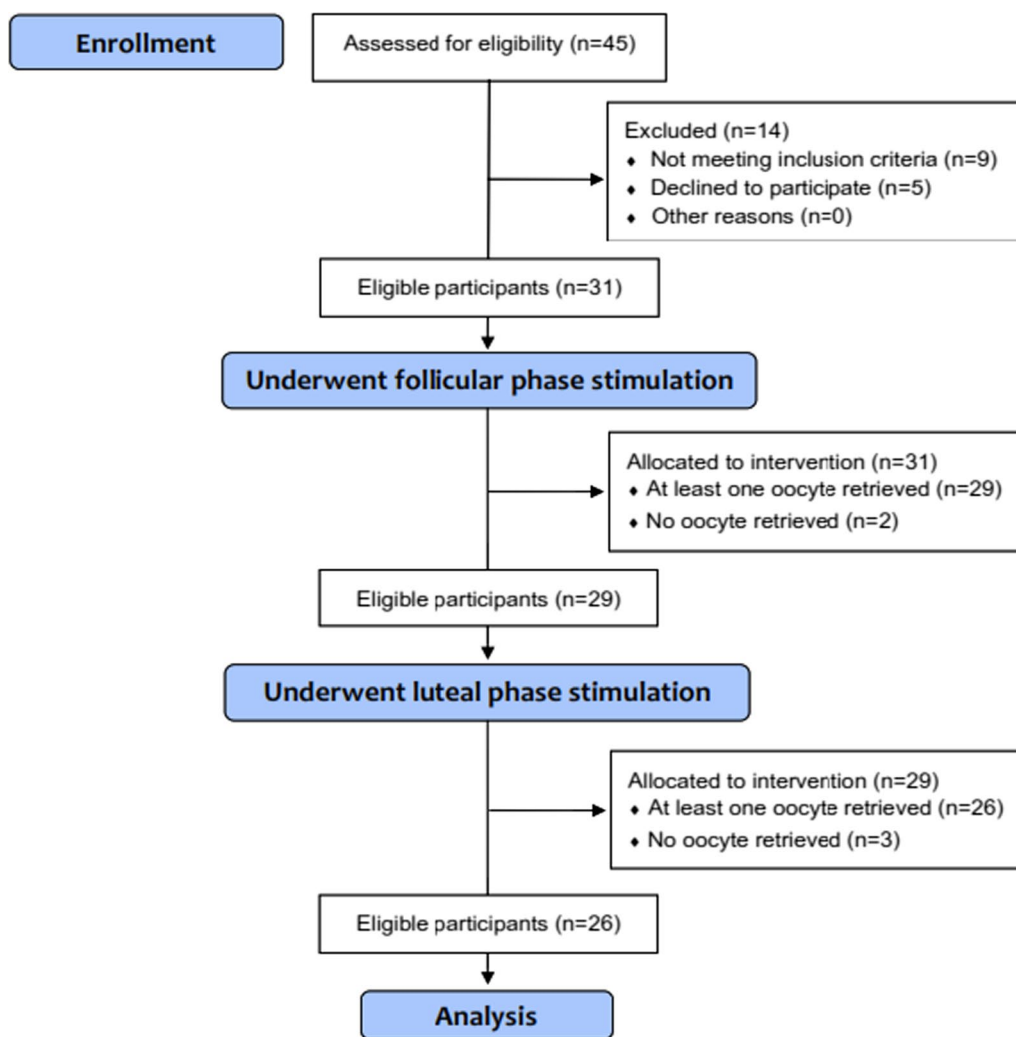 Enrollment
Assessed for eligibility (n=45)
Excluded (n=14)
♦ Not meeting inclusion criteria (n=9)
♦ Declined to participate (n=5)
♦ Other reasons (n=0)
Eligible participants (n=31)
Underwent follicular phase stimulation
Allocated to intervention (n=31)
♦ At least one oocyte retrieved (n=29)
♦ No oocyte retrieved (n=2)
Eligible participants (n=29)
Underwent luteal phase stimulation
Allocated to intervention (n=29)
♦ At least one oocyte retrieved (n=26)
♦ No oocyte retrieved (n=3)
Eligible participants (n=26)
Analysis